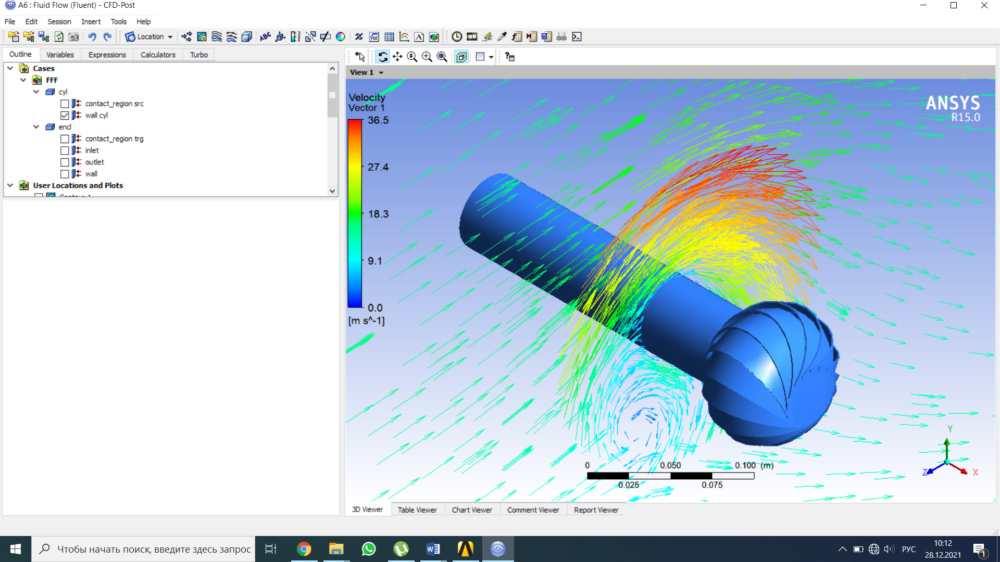 A6 : Fluid Flow (Fluent) - CFD-Post
File Edit Session Insert Tools Help
Location
Outline Variables Expressions Calculators Turbo
Cases
FFF
cyl
contact_region src
wall cyl
encl
contact_region trg
inlet
outlet
wall
User Locations and Plots
Contour 1
View 1
Velocity
Vector 1
36.5
27.4
18.3
9.1
0.0
[m s^-1]
ANSYS
R15.0
0 0.050 0.100 (m)
0.025 0.075
Y
Z X
3D Viewer Table Viewer Chart Viewer Comment Viewer Report Viewer
Чтобы начать поиск, введите здесь запрос
РУС
10:12
28.12.2021
1